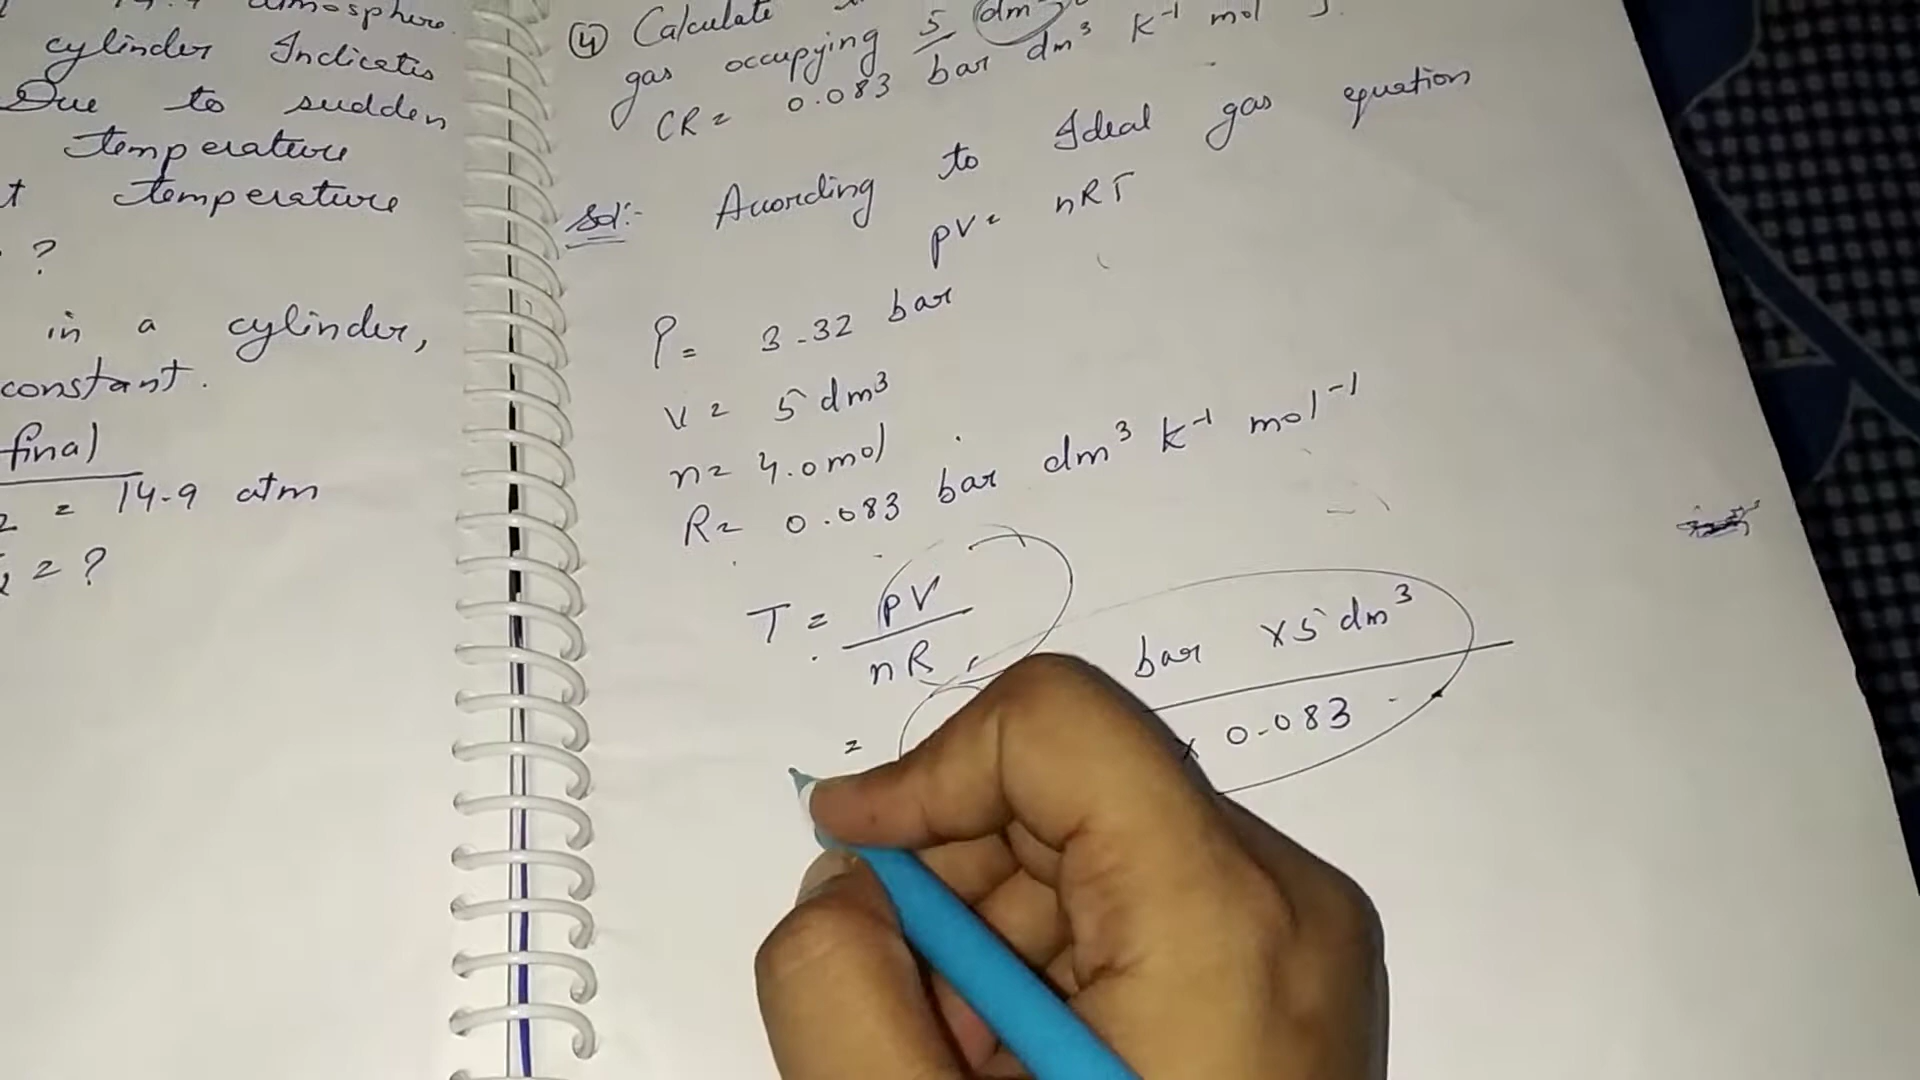 atmosphere.
cylinder Indicates
Due to sudden
temperature
t temperature
?
in a cylinder,
constant.
final
2 = 14.9 atm
2 = ?
④ Calculate
gas occupying 5 dm
CR = 0.083 bar dm³ K⁻¹ mol
Sol:- According to Ideal gas equation
pV = nRT
P = 3.32 bar
V = 5 dm³
n = 4.0 mol
R = 0.083 bar dm³ K⁻¹ mol⁻¹
T = pV / nR
= bar × 5 dm³
× 0.083